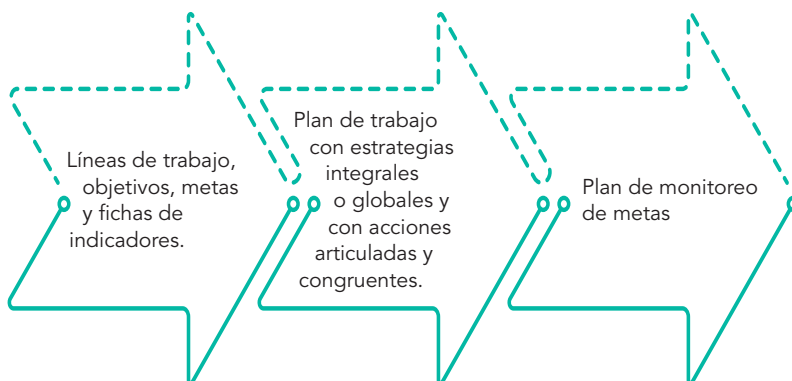 Líneas de trabajo,
objetivos, metas
y fichas de
indicadores.
Plan de trabajo
con estrategias
integrales
o globales y
con acciones
articuladas y
congruentes.
Plan de monitoreo
de metas